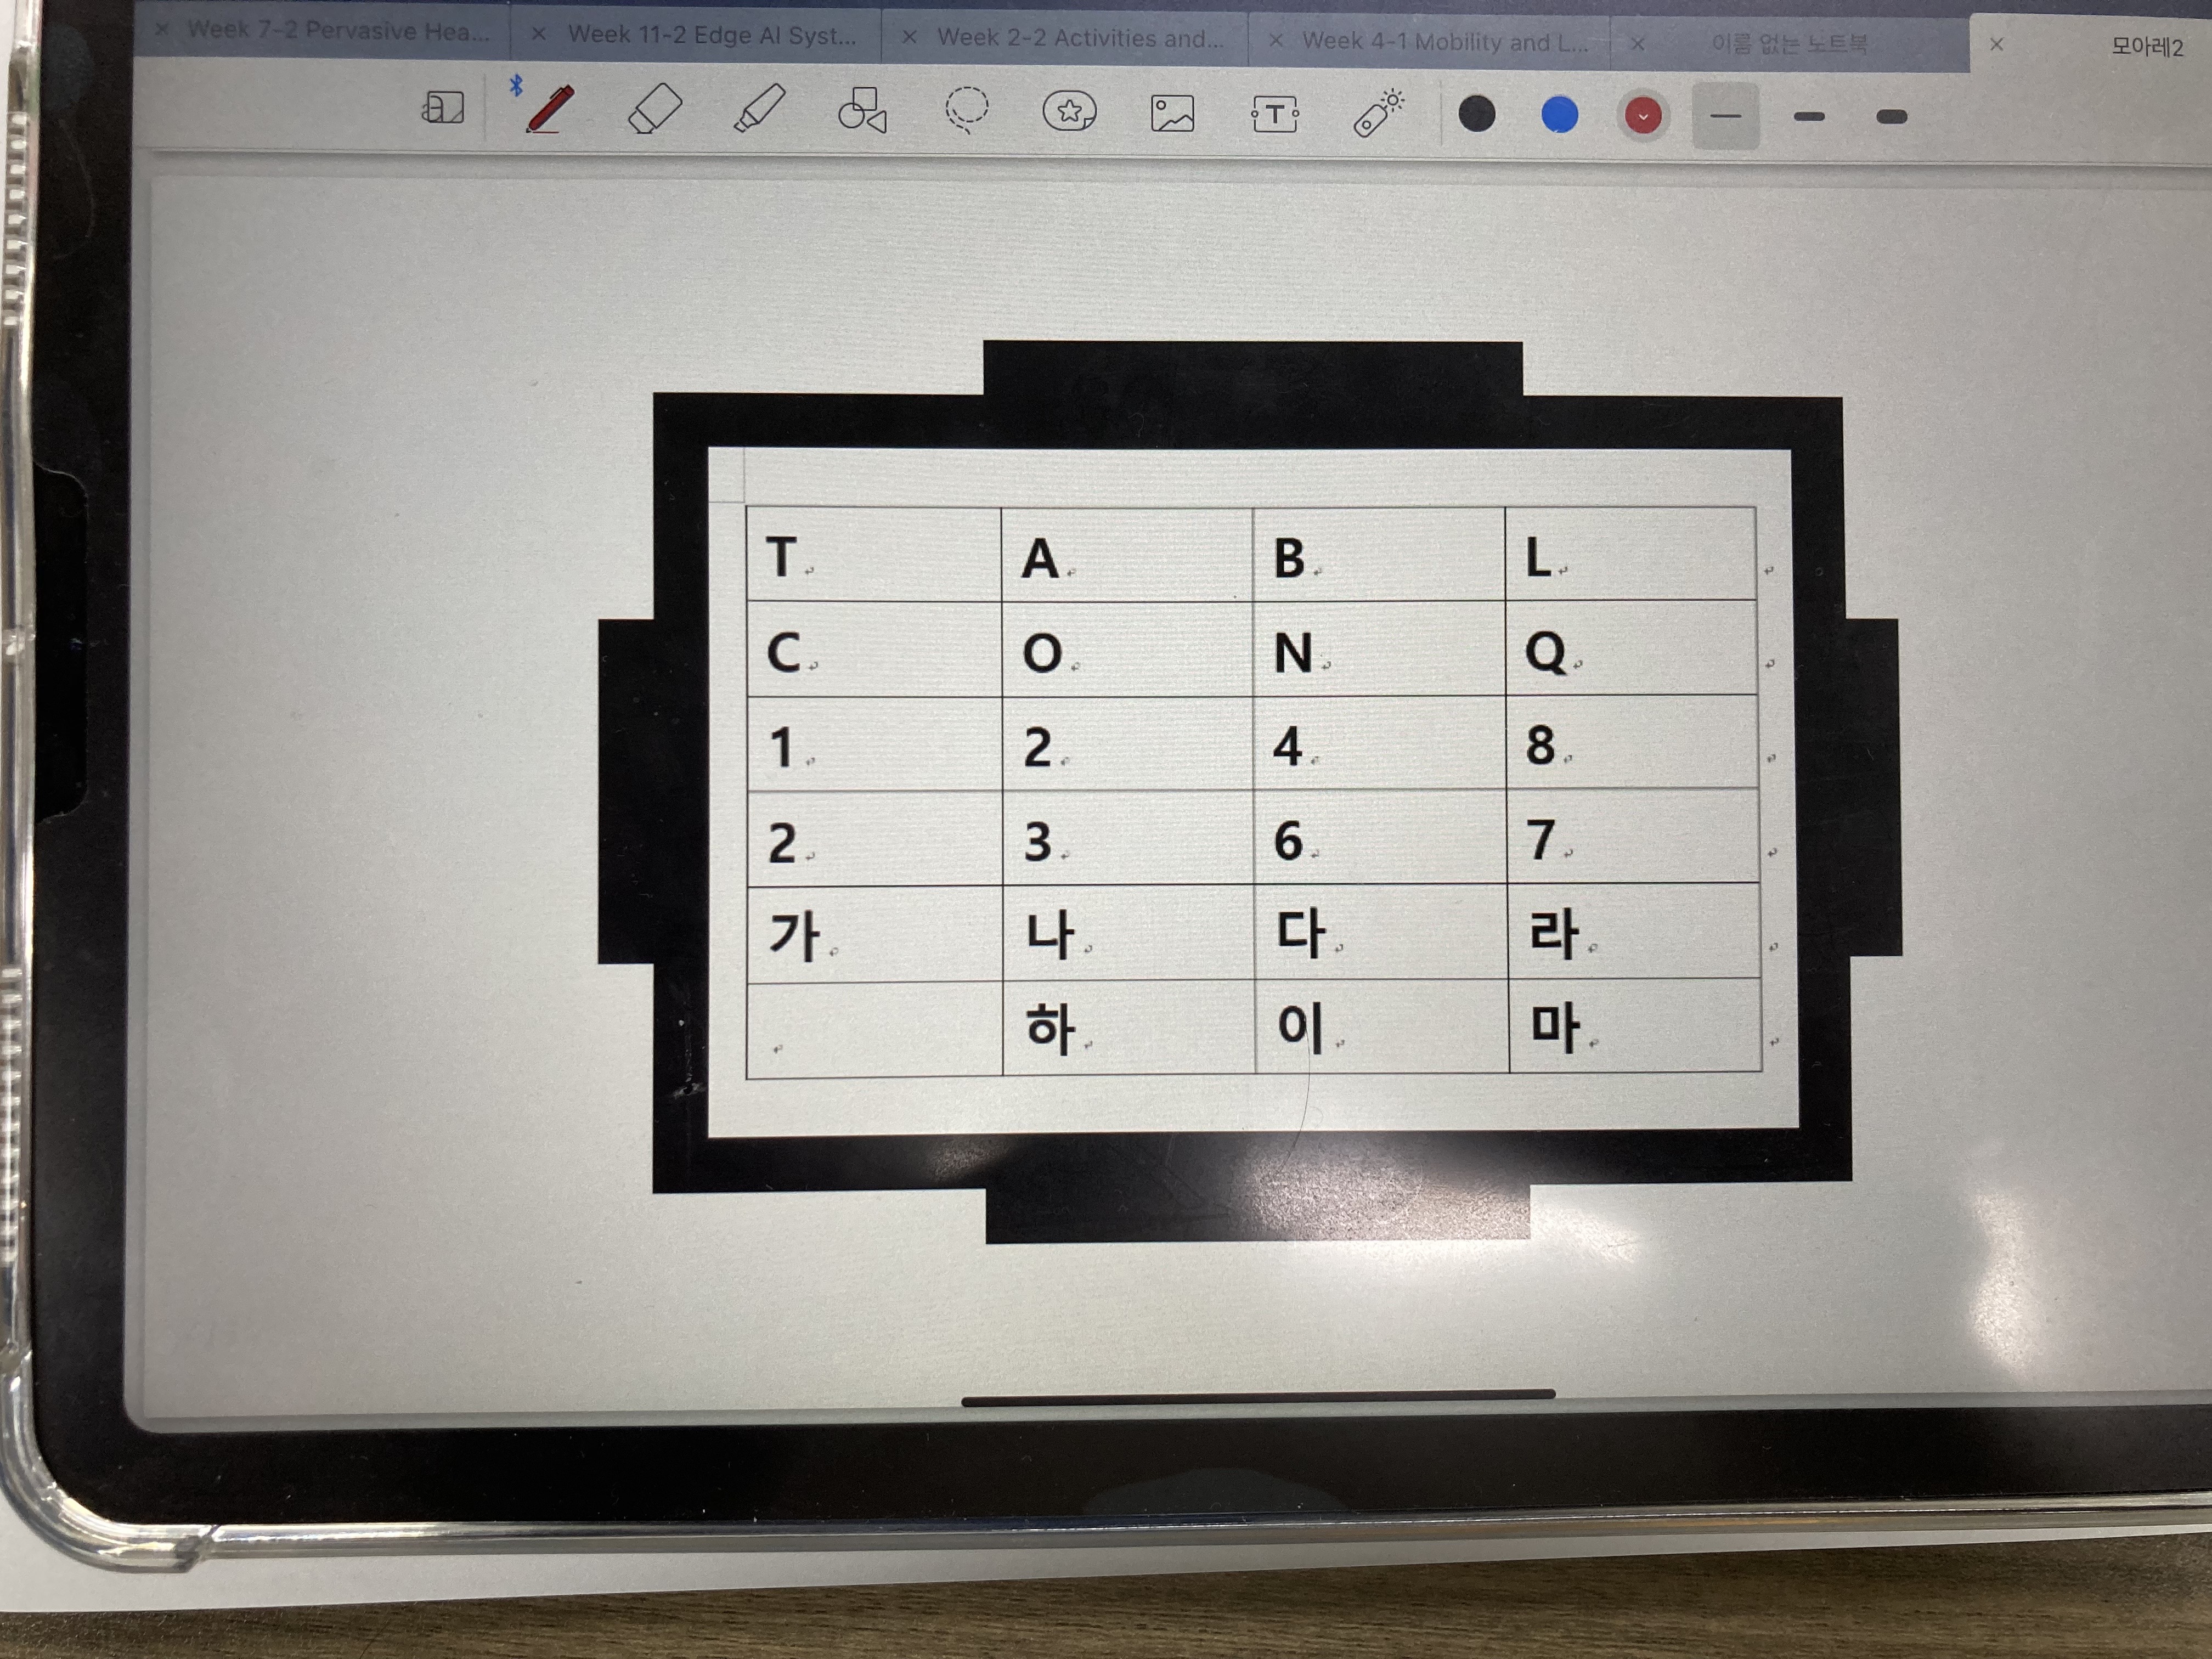 Week 7-2 Pervasive Hea...
Week 11-2 Edge AI Syst...
Week 2-2 Activities and...
Week 4-1 Mobility and L...
이름 없는 노트북
모아레2
T A B L
C O N Q
1 2 4 8
2 3 6 7
가 나 다 라
하 이 마